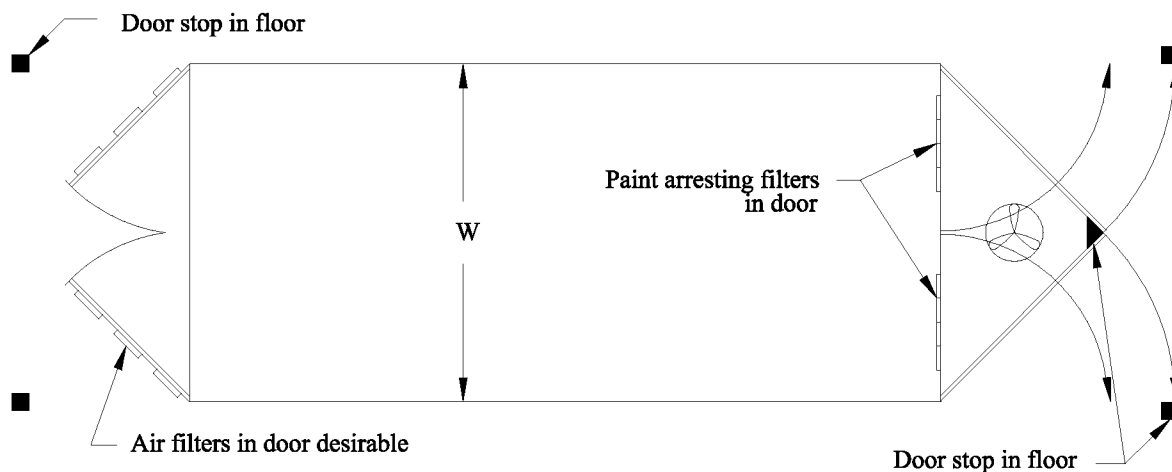 Door stop in floor
Paint arresting filters
in door
W
Air filters in door desirable
Door stop in floor